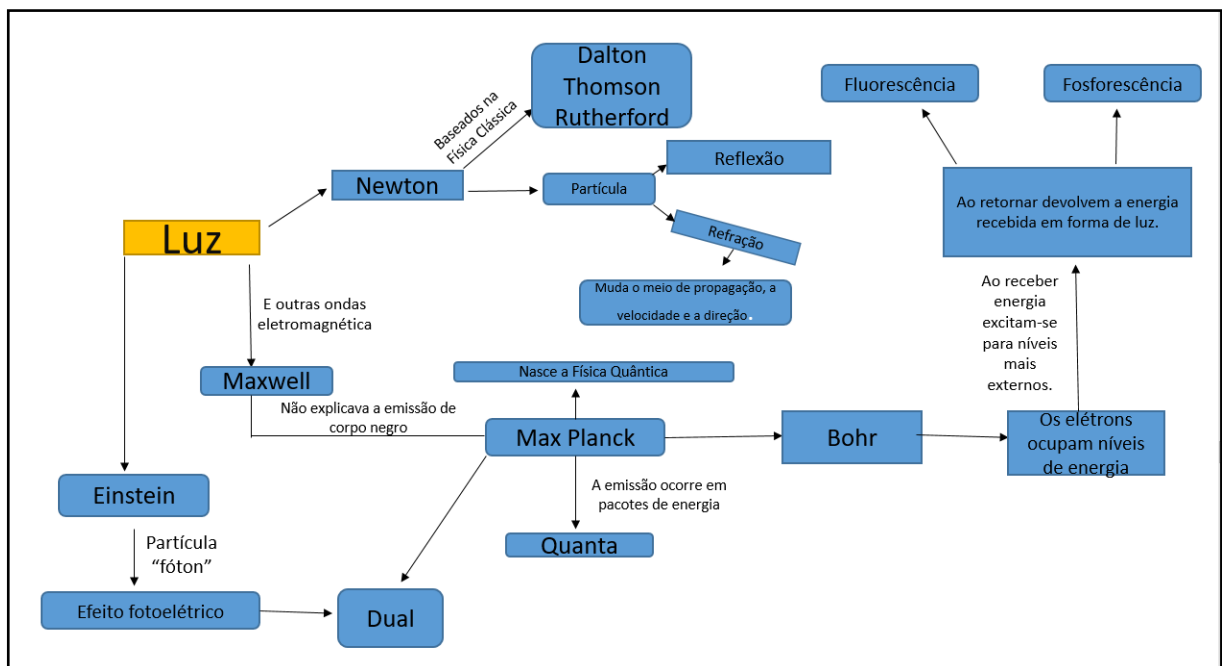 Dalton
Thomson
Rutherford
Fluorescência
Fosforescência
Baseados na
Física Clássica
Reflexão
Newton
Partícula
Ao retornar devolvem a energia
recebida em forma de luz.
Luz
Refração
Muda o meio de propagação, a
velocidade e a direção.
E outras ondas
eletromagnética
Ao receber
energia
excitam-se
para níveis
mais
externos.
Nasce a Física Quântica
Maxwell
Não explicava a emissão de
corpo negro
Max Planck
Bohr
Os elétrons
ocupam níveis
de energia
Einstein
A emissão ocorre em
pacotes de energia
Quanta
Partícula
“fóton”
Efeito fotoelétrico
Dual